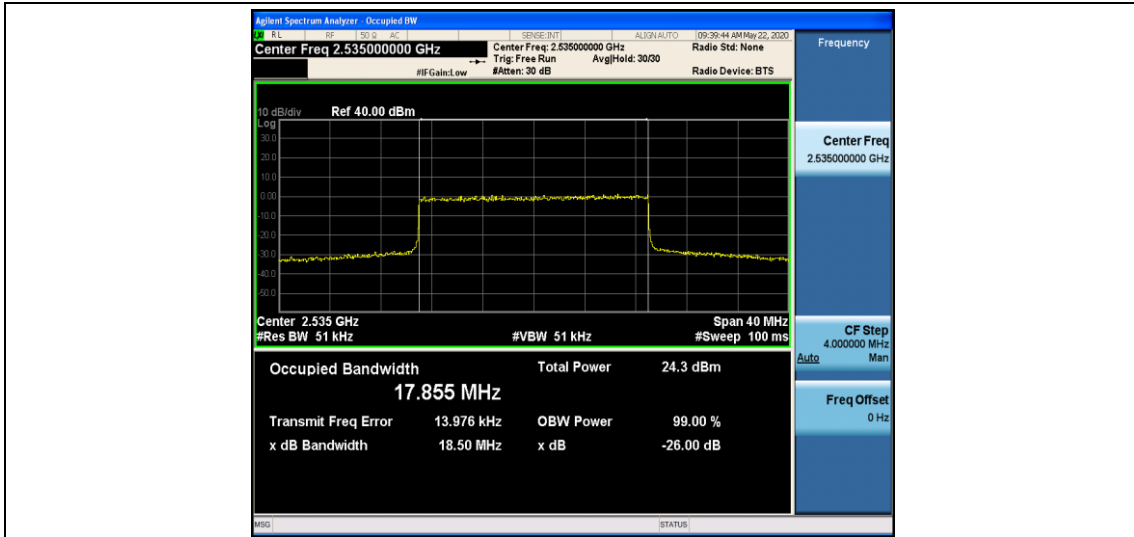 Agilent Spectrum Analyzer - Occupied BW
LXI RL RF 50 Ω AC SENSE:INT ALIGN AUTO 09:39:44 AM May 22, 2020
Center Freq 2.535000000 GHz Center Freq: 2.535000000 GHz Radio Std: None
Trig: Free Run Avg|Hold: 30/30
#IFGain:Low #Atten: 30 dB Radio Device: BTS
Frequency
10 dB/div Ref 40.00 dBm
Log
30.0
20.0
10.0
0.00
-10.0
-20.0
-30.0
-40.0
-50.0
Center 2.535 GHz Span 40 MHz
#Res BW 51 kHz #VBW 51 kHz #Sweep 100 ms
Occupied Bandwidth Total Power 24.3 dBm
17.855 MHz
Transmit Freq Error 13.976 kHz OBW Power 99.00 %
x dB Bandwidth 18.50 MHz x dB -26.00 dB
Center Freq
2.535000000 GHz
CF Step
4.000000 MHz
Auto Man
Freq Offset
0 Hz
MSG STATUS